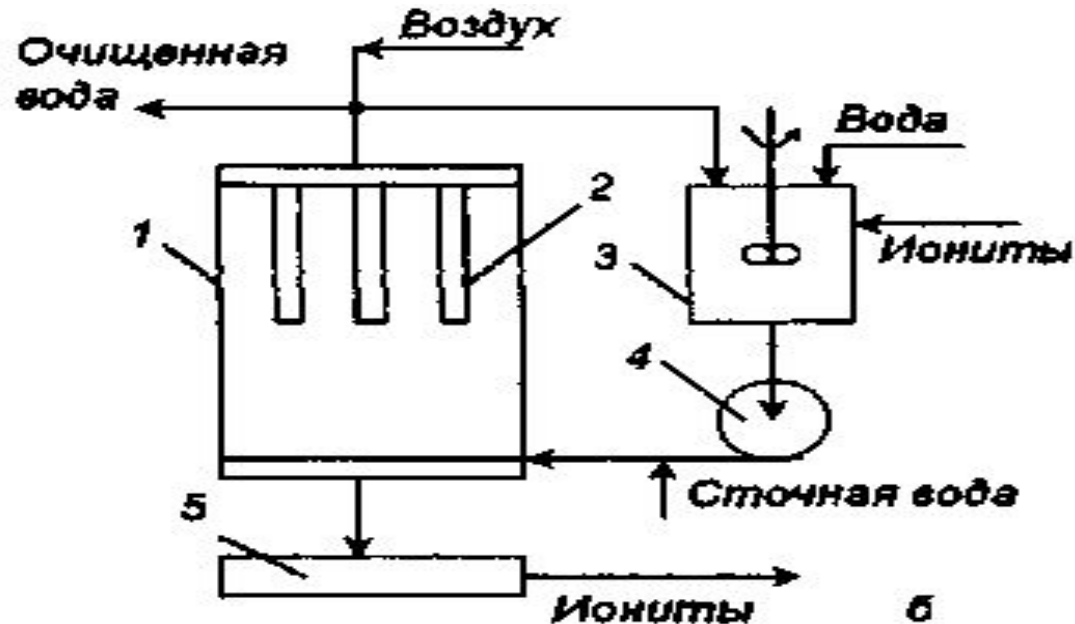 Воздух
Очищенная
вода
Вода
1
2
3
Иониты
4
Сточная вода
5
Иониты
б